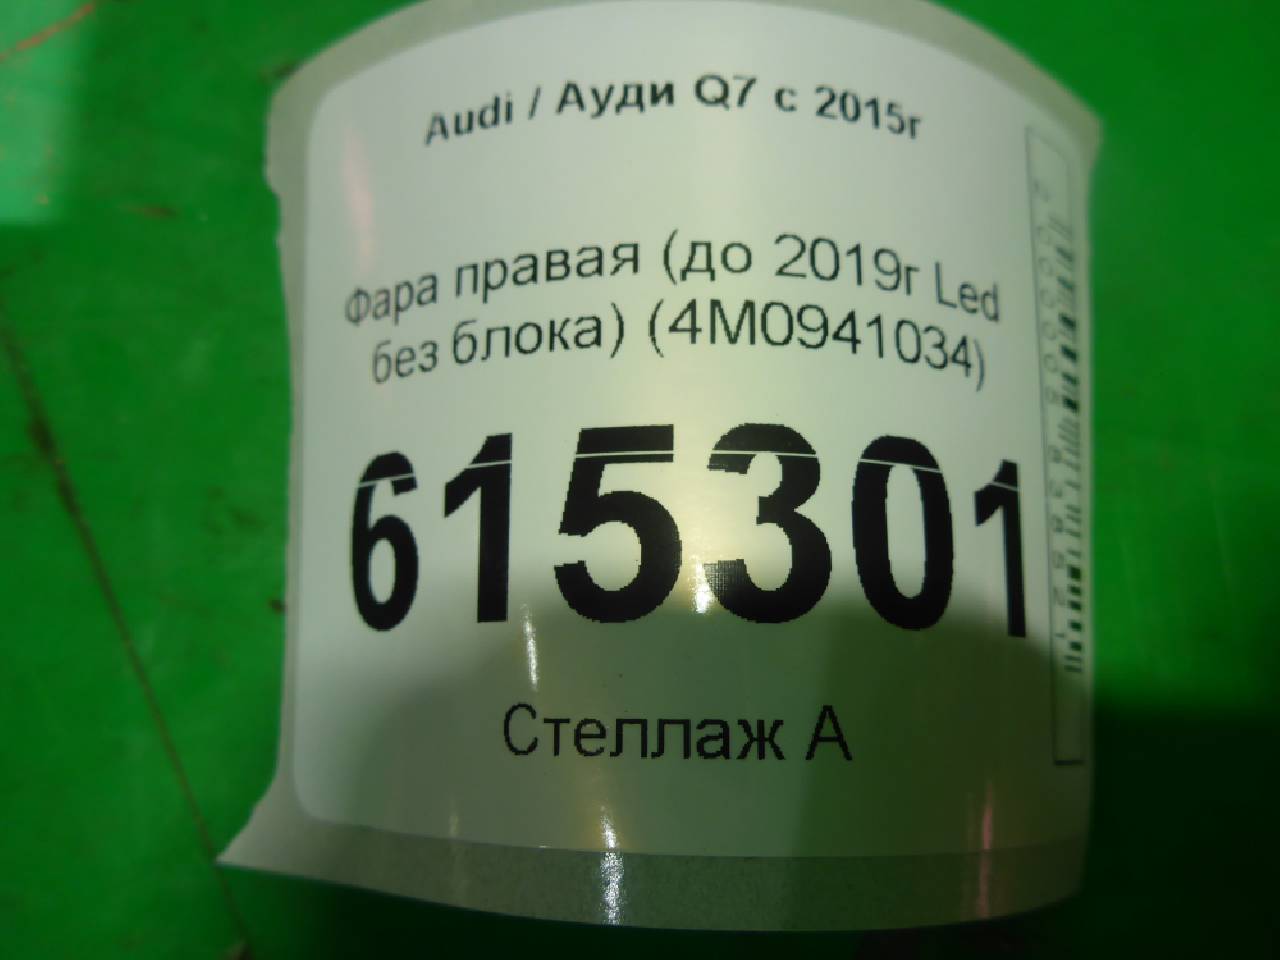 Audi / Ауди Q7 с 2015г
Фара правая (до 2019г Led
без блока) (4M0941034)
615301
Стеллаж А